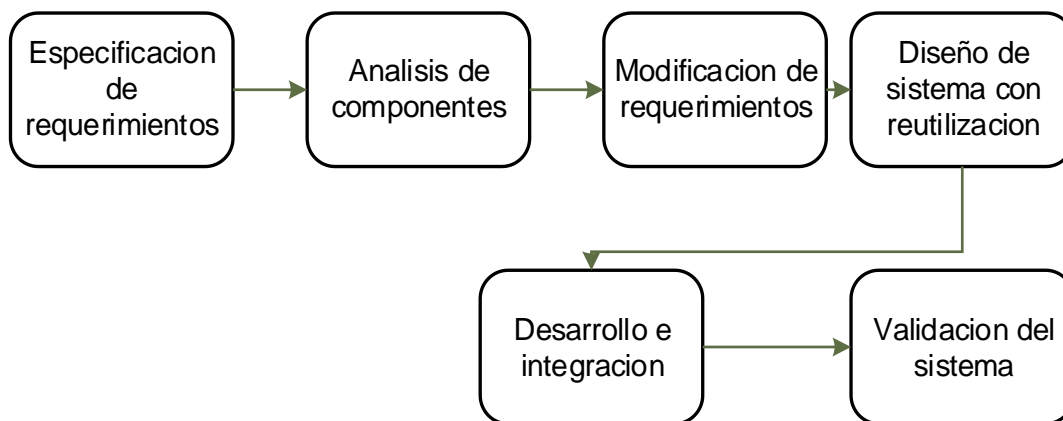 Especificacion
de
requerimientos
Analisis de
componentes
Modificacion de
requerimientos
Diseño de
sistema con
reutilizacion
Desarrollo e
integracion
Validacion del
sistema